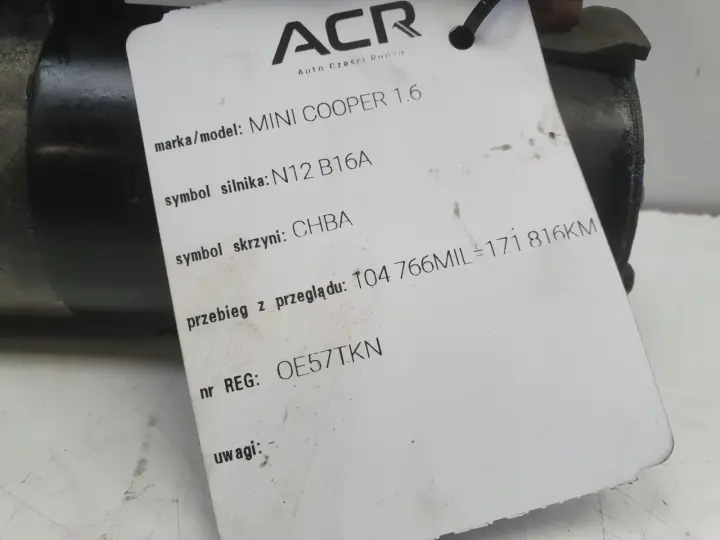 ACR
Auto Części Radom
marka/model: MINI COOPER 1.6
symbol silnika: N12 B16A
symbol skrzyni: CHBA
przebieg z przeglądu: 104 766MIL=171 816KM
nr REG: OE57TKN
uwagi: -